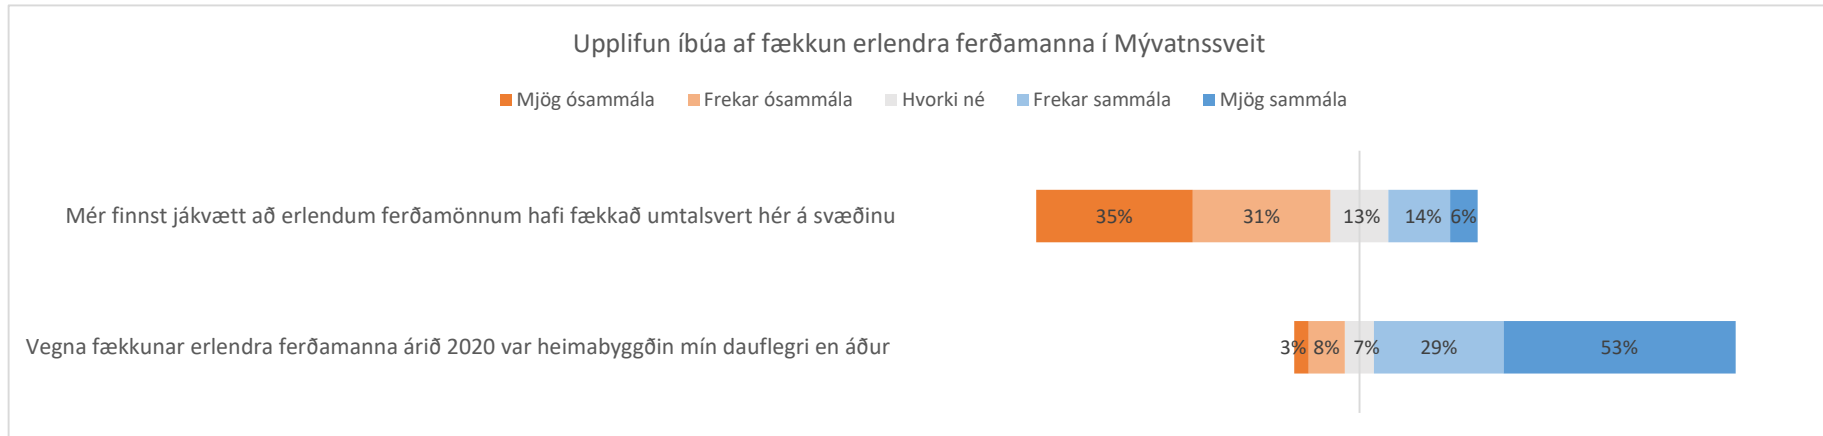 Upplifun íbúa af fækkun erlendra ferðamanna í Mývatnssveit
Mjög ósammála Frekar ósammála Hvorki né Frekar sammála Mjög sammála
Mér finnst jákvætt að erlendum ferðamönnum hafi fækkað umtalsvert hér á svæðinu 35% 31% 13% 14% 6%
Vegna fækkunar erlendra ferðamanna árið 2020 var heimabyggðin mín dauflegri en áður 3% 8% 7% 29% 53%